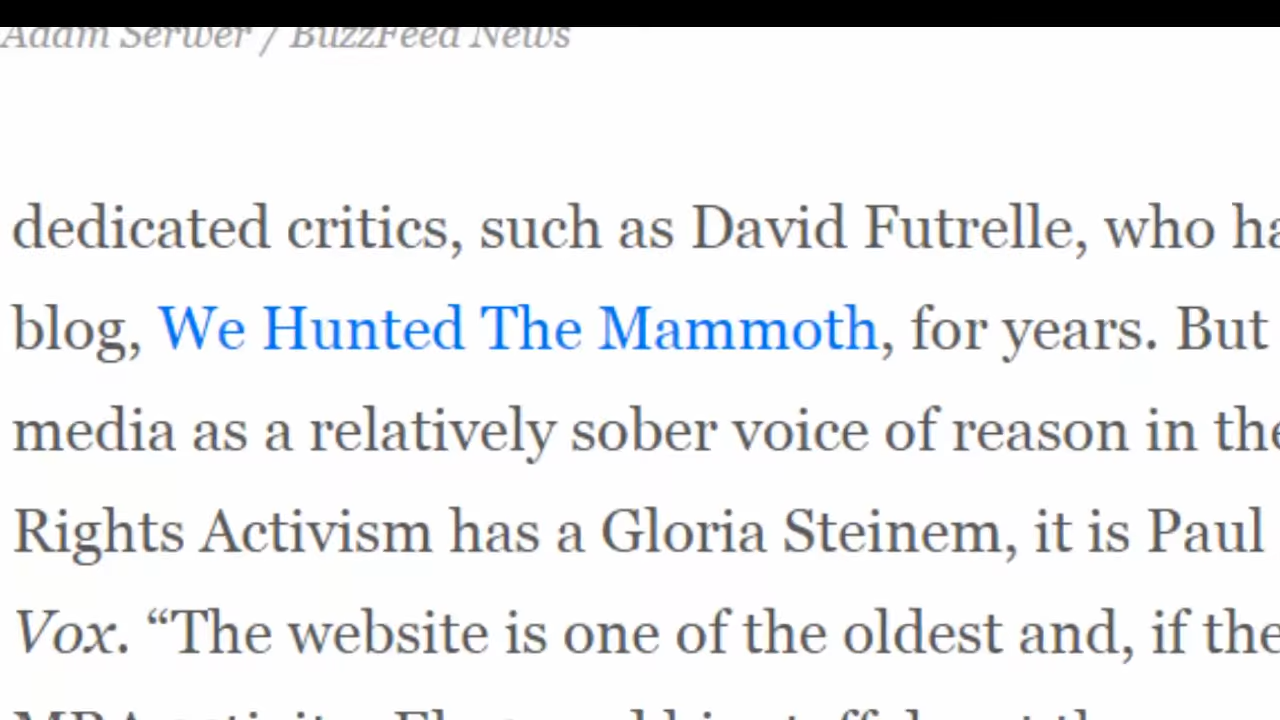 Adam Serwer / BuzzFeed News
dedicated critics, such as David Futrelle, who ha
blog, We Hunted The Mammoth, for years. But
media as a relatively sober voice of reason in the
Rights Activism has a Gloria Steinem, it is Paul
Vox. “The website is one of the oldest and, if the